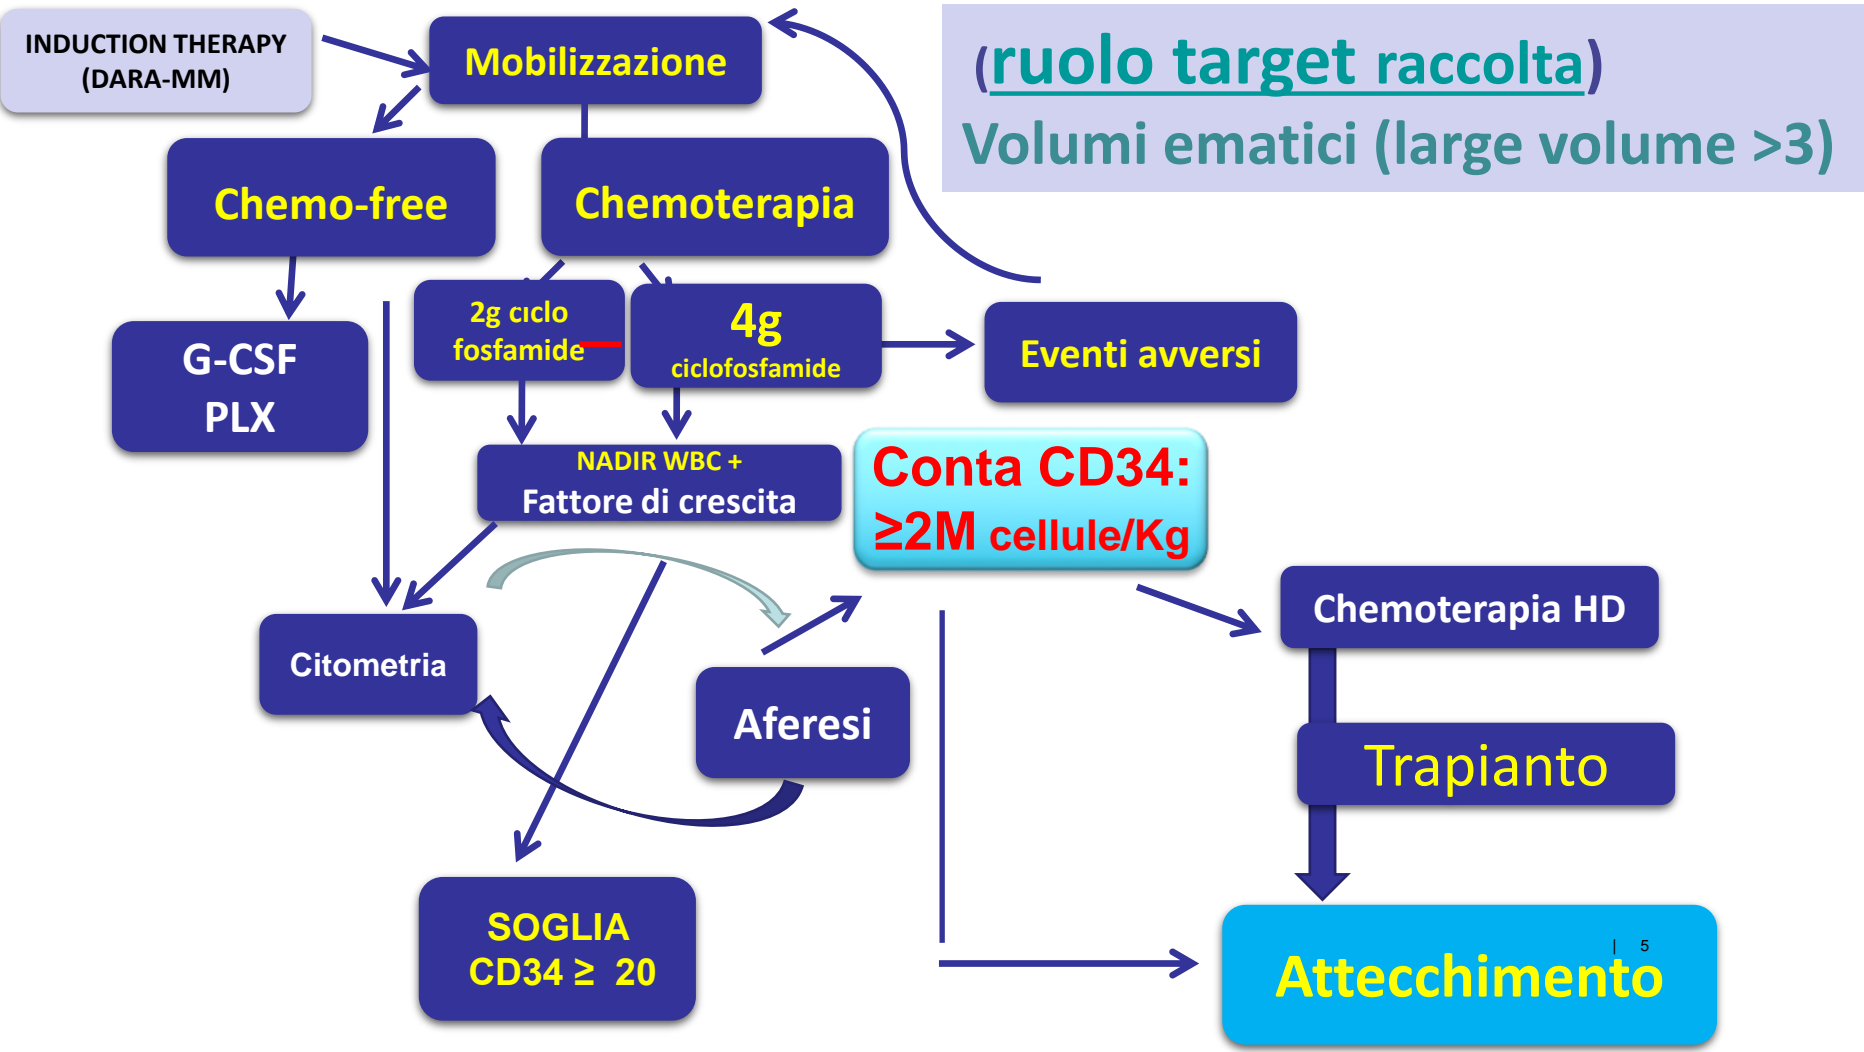 INDUCTION THERAPY
(DARA-MM)
Mobilizzazione
(ruolo target raccolta)
Volumi ematici (large volume >3)
Chemo-free
Chemoterapia
2g ciclo
fosfamide
4g
ciclofosfamide
Eventi avversi
G-CSF
PLX
NADIR WBC +
Fattore di crescita
Conta CD34:
≥2M cellule/Kg
Chemoterapia HD
Citometria
Aferesi
Trapianto
SOGLIA
CD34 ≥ 20
| 5
Attecchimento